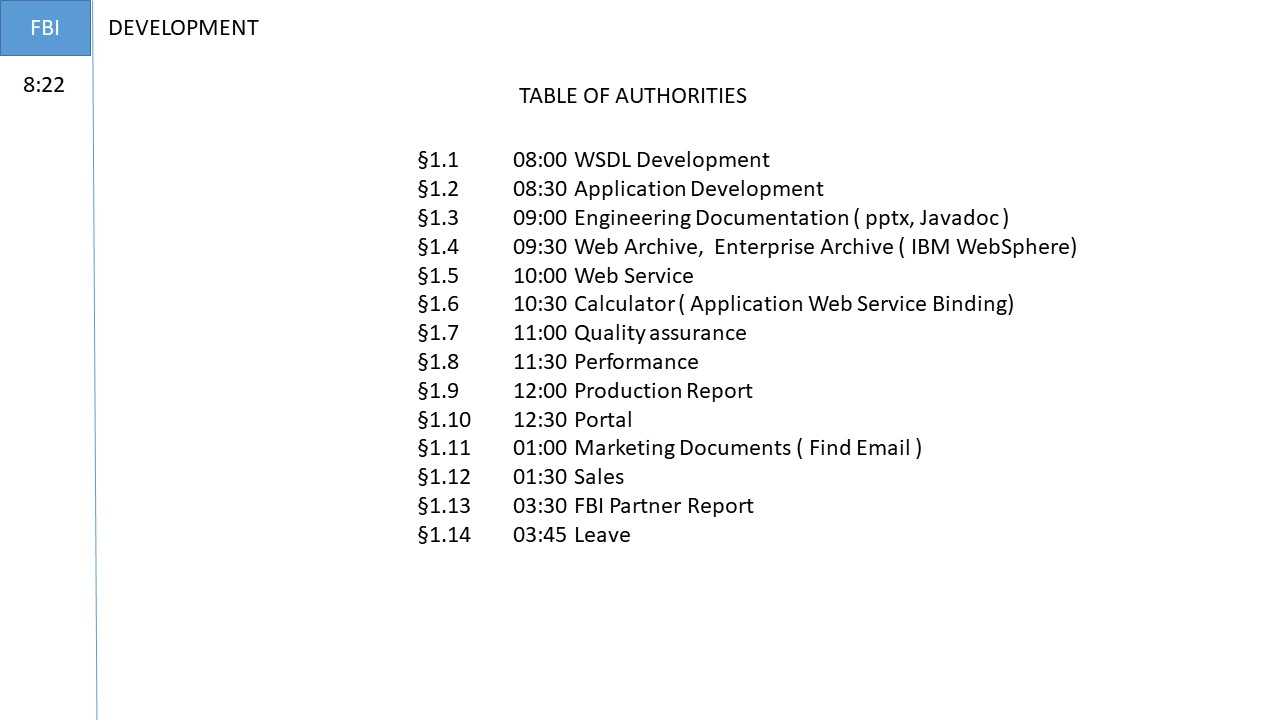 FBI
DEVELOPMENT
8:22
TABLE OF AUTHORITIES
§1.1 08:00 WSDL Development
§1.2 08:30 Application Development
§1.3 09:00 Engineering Documentation ( pptx, Javadoc )
§1.4 09:30 Web Archive,  Enterprise Archive ( IBM WebSphere)
§1.5 10:00 Web Service
§1.6 10:30 Calculator ( Application Web Service Binding)
§1.7 11:00 Quality assurance
§1.8 11:30 Performance
§1.9 12:00 Production Report
§1.10 12:30 Portal
§1.11 01:00 Marketing Documents ( Find Email )
§1.12 01:30 Sales
§1.13 03:30 FBI Partner Report
§1.14 03:45 Leave